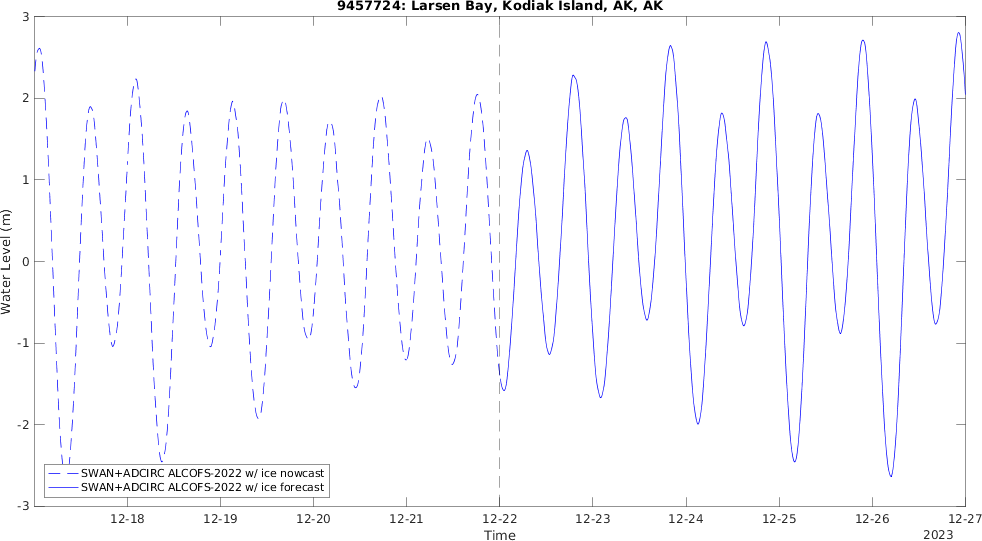 9457724: Larsen Bay, Kodiak Island, AK, AK
3
2
1
0
-1
-2
-3
Water Level (m)
SWAN+ADCIRC ALCOFS-2022 w/ ice nowcast
SWAN+ADCIRC ALCOFS-2022 w/ ice forecast
12-18 12-19 12-20 12-21 12-22 12-23 12-24 12-25 12-26 12-27
Time
2023